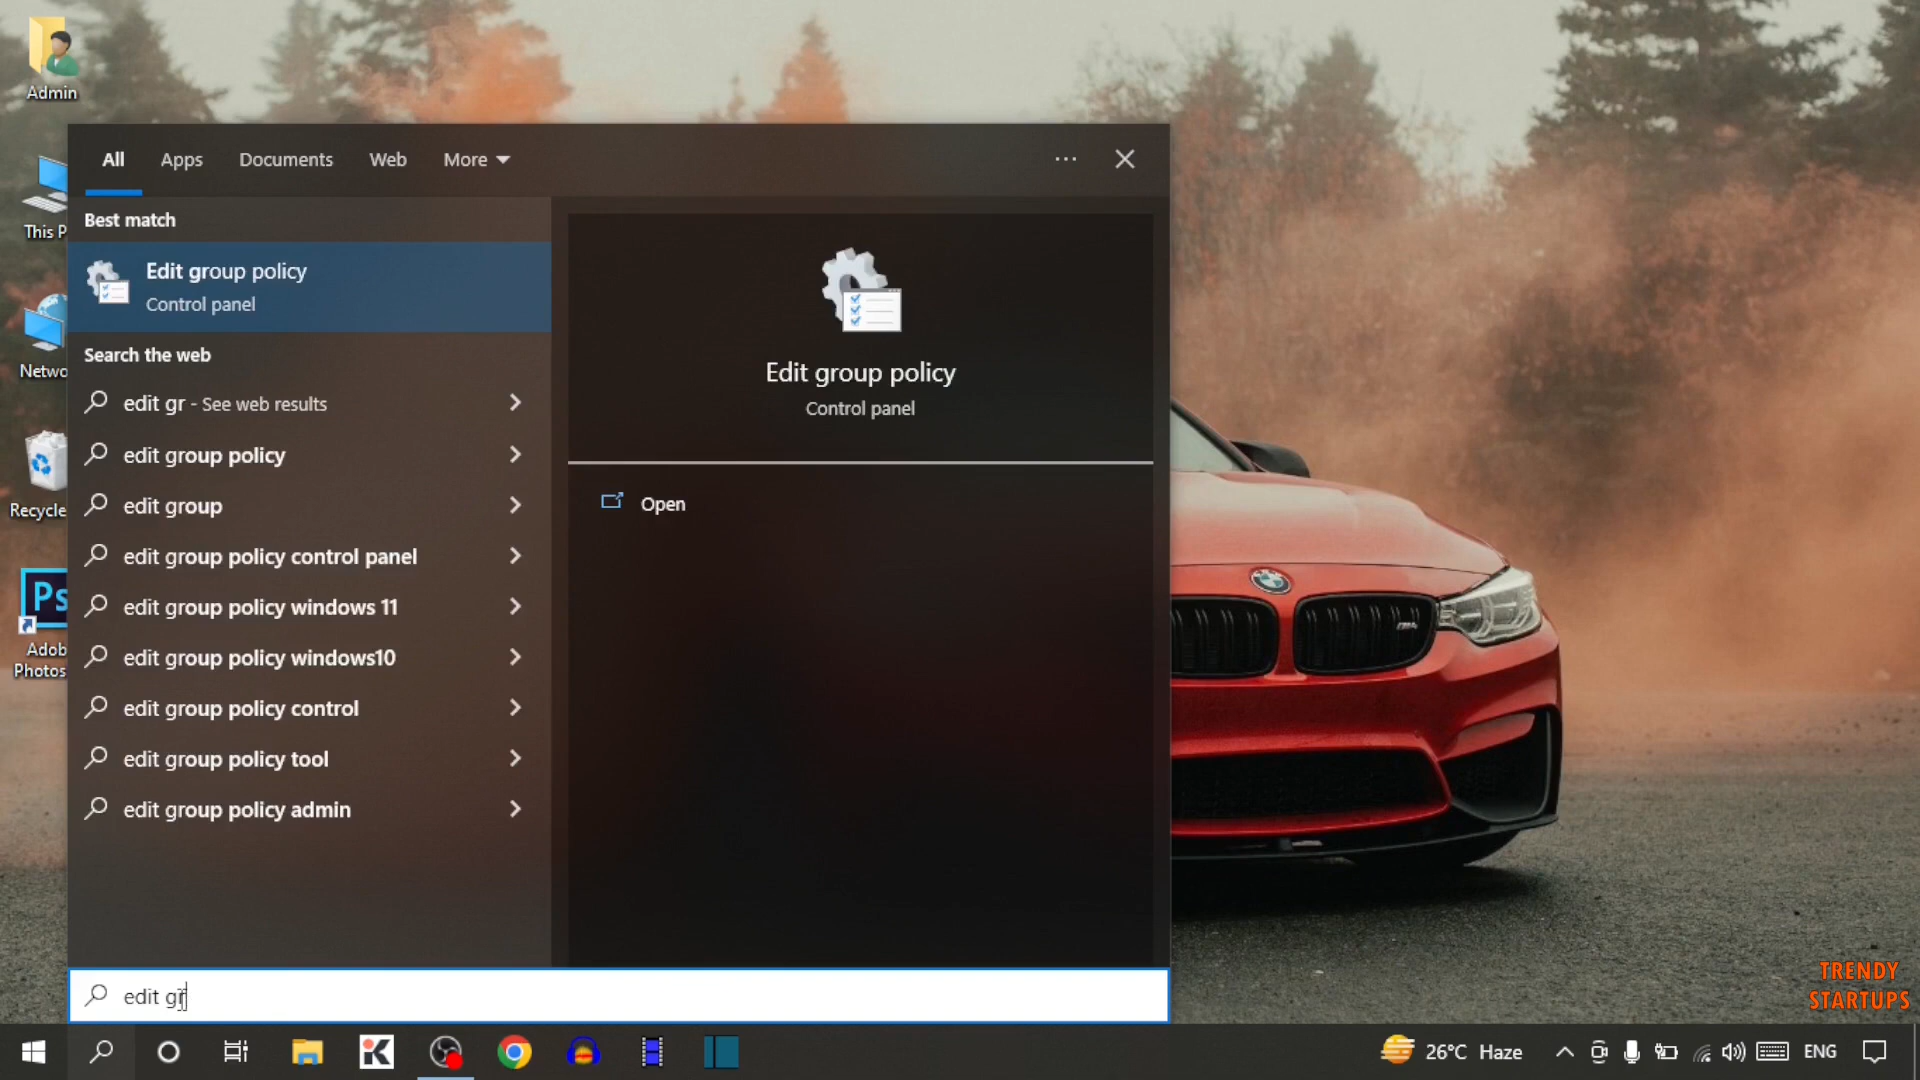 Admin
This P
Netwo
Recycle
Ps
Adob
Photos
All Apps Documents Web More
Best match
Edit group policy
Control panel
Search the web
edit gr - See web results
edit group policy
edit group
edit group policy control panel
edit group policy windows 11
edit group policy windows10
edit group policy control
edit group policy tool
edit group policy admin
Edit group policy
Control panel
Open
edit gr
TRENDY
STARTUPS
26°C Haze
ENG